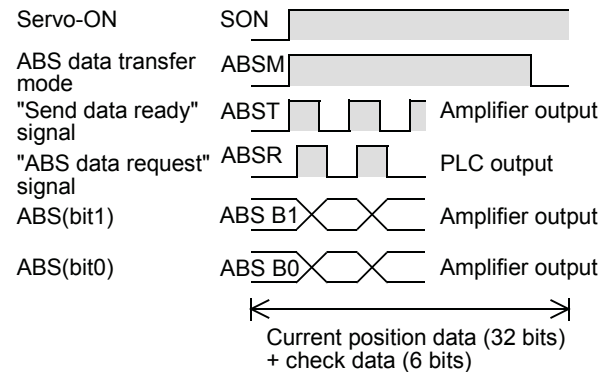 Servo-ON SON
ABS data transfer
mode ABSM
"Send data ready"
signal ABST Amplifier output
"ABS data request"
signal ABSR PLC output
ABS(bit1) ABS B1 Amplifier output
ABS(bit0) ABS B0 Amplifier output
Current position data (32 bits)
+ check data (6 bits)